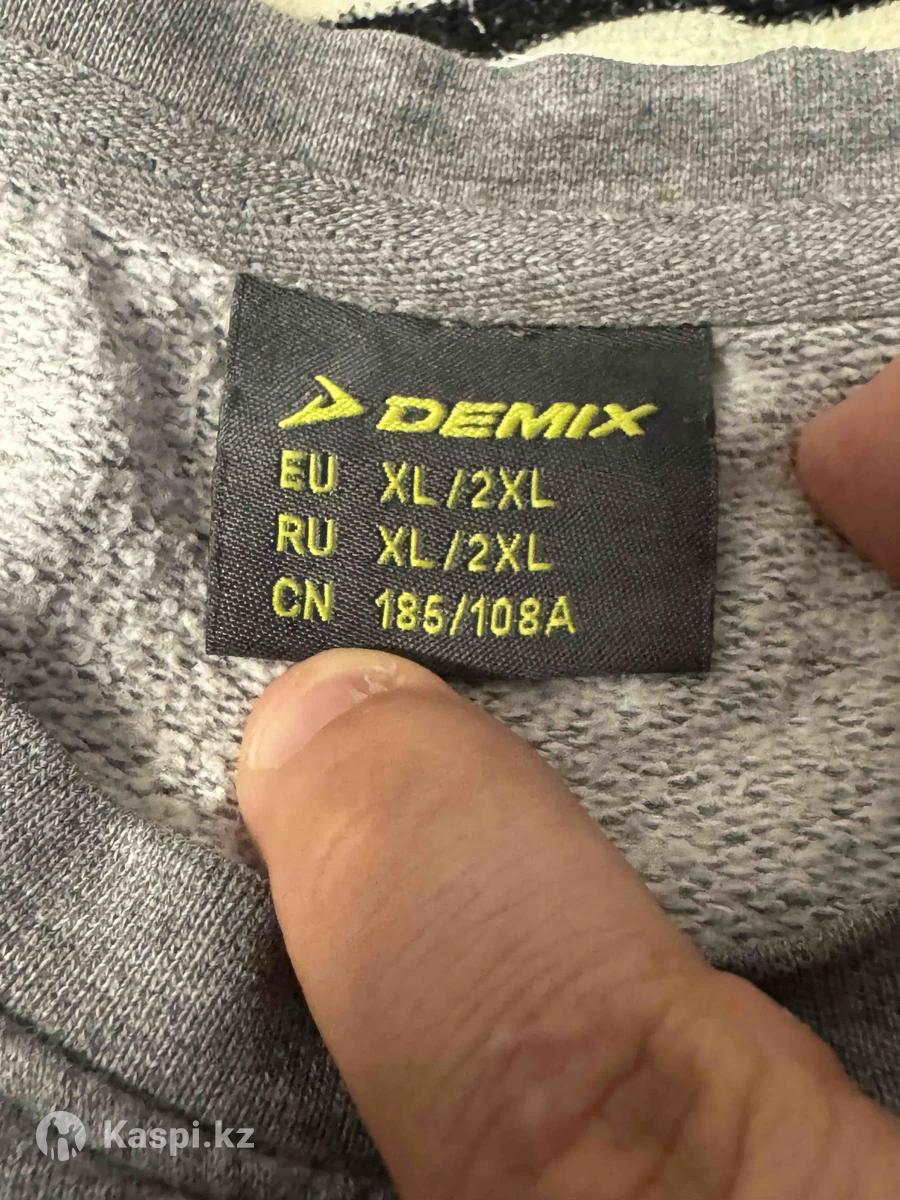 DEMIX
EU XL/2XL
RU XL/2XL
CN 185/108A
Kaspi.kz